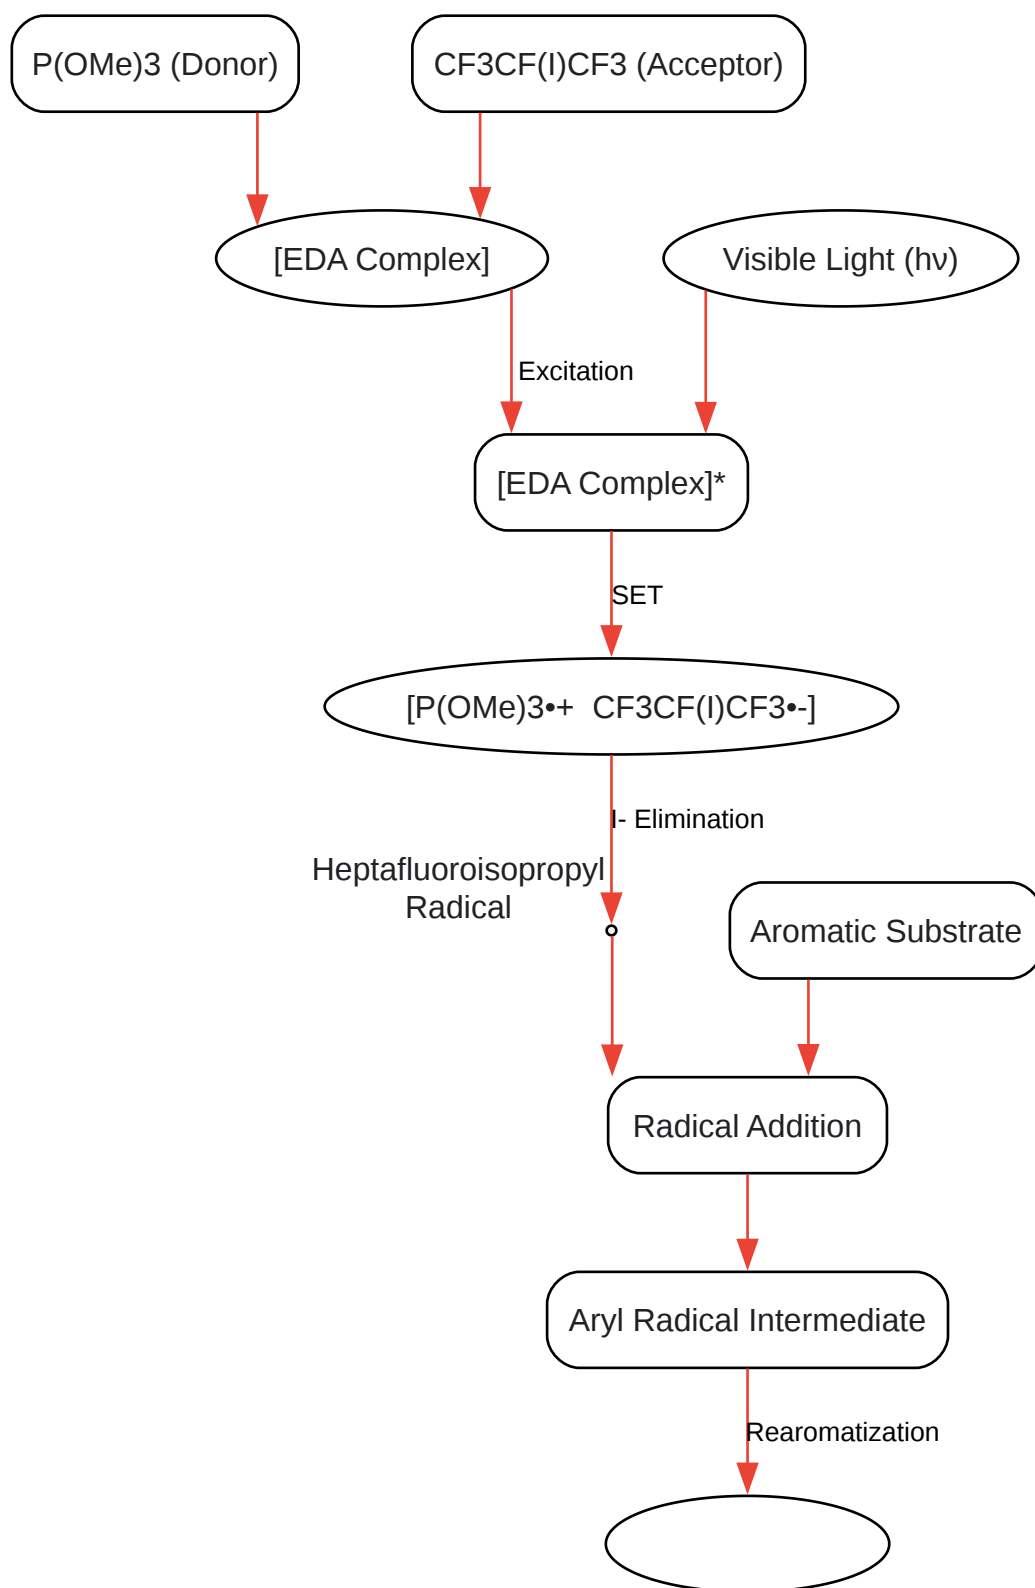 P(OMe)3 (Donor)
CF3CF(I)CF3 (Acceptor)
[EDA Complex]
Visible Light (hν)
Excitation
[EDA Complex]*
SET
[P(OMe)3•+  CF3CF(I)CF3•-]
I- Elimination
Heptafluoroisopropyl
Radical
Aromatic Substrate
Radical Addition
Aryl Radical Intermediate
Rearomatization